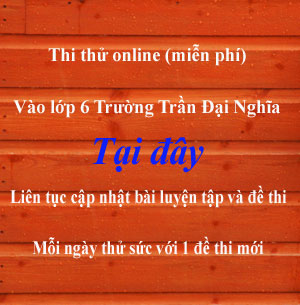 Thi thử online (miễn phí)
Vào lớp 6 Trường Trần Đại Nghĩa
Tại đây
Liên tục cập nhật bài luyện tập và đề thi
Mỗi ngày thử sức với 1 đề thi mới